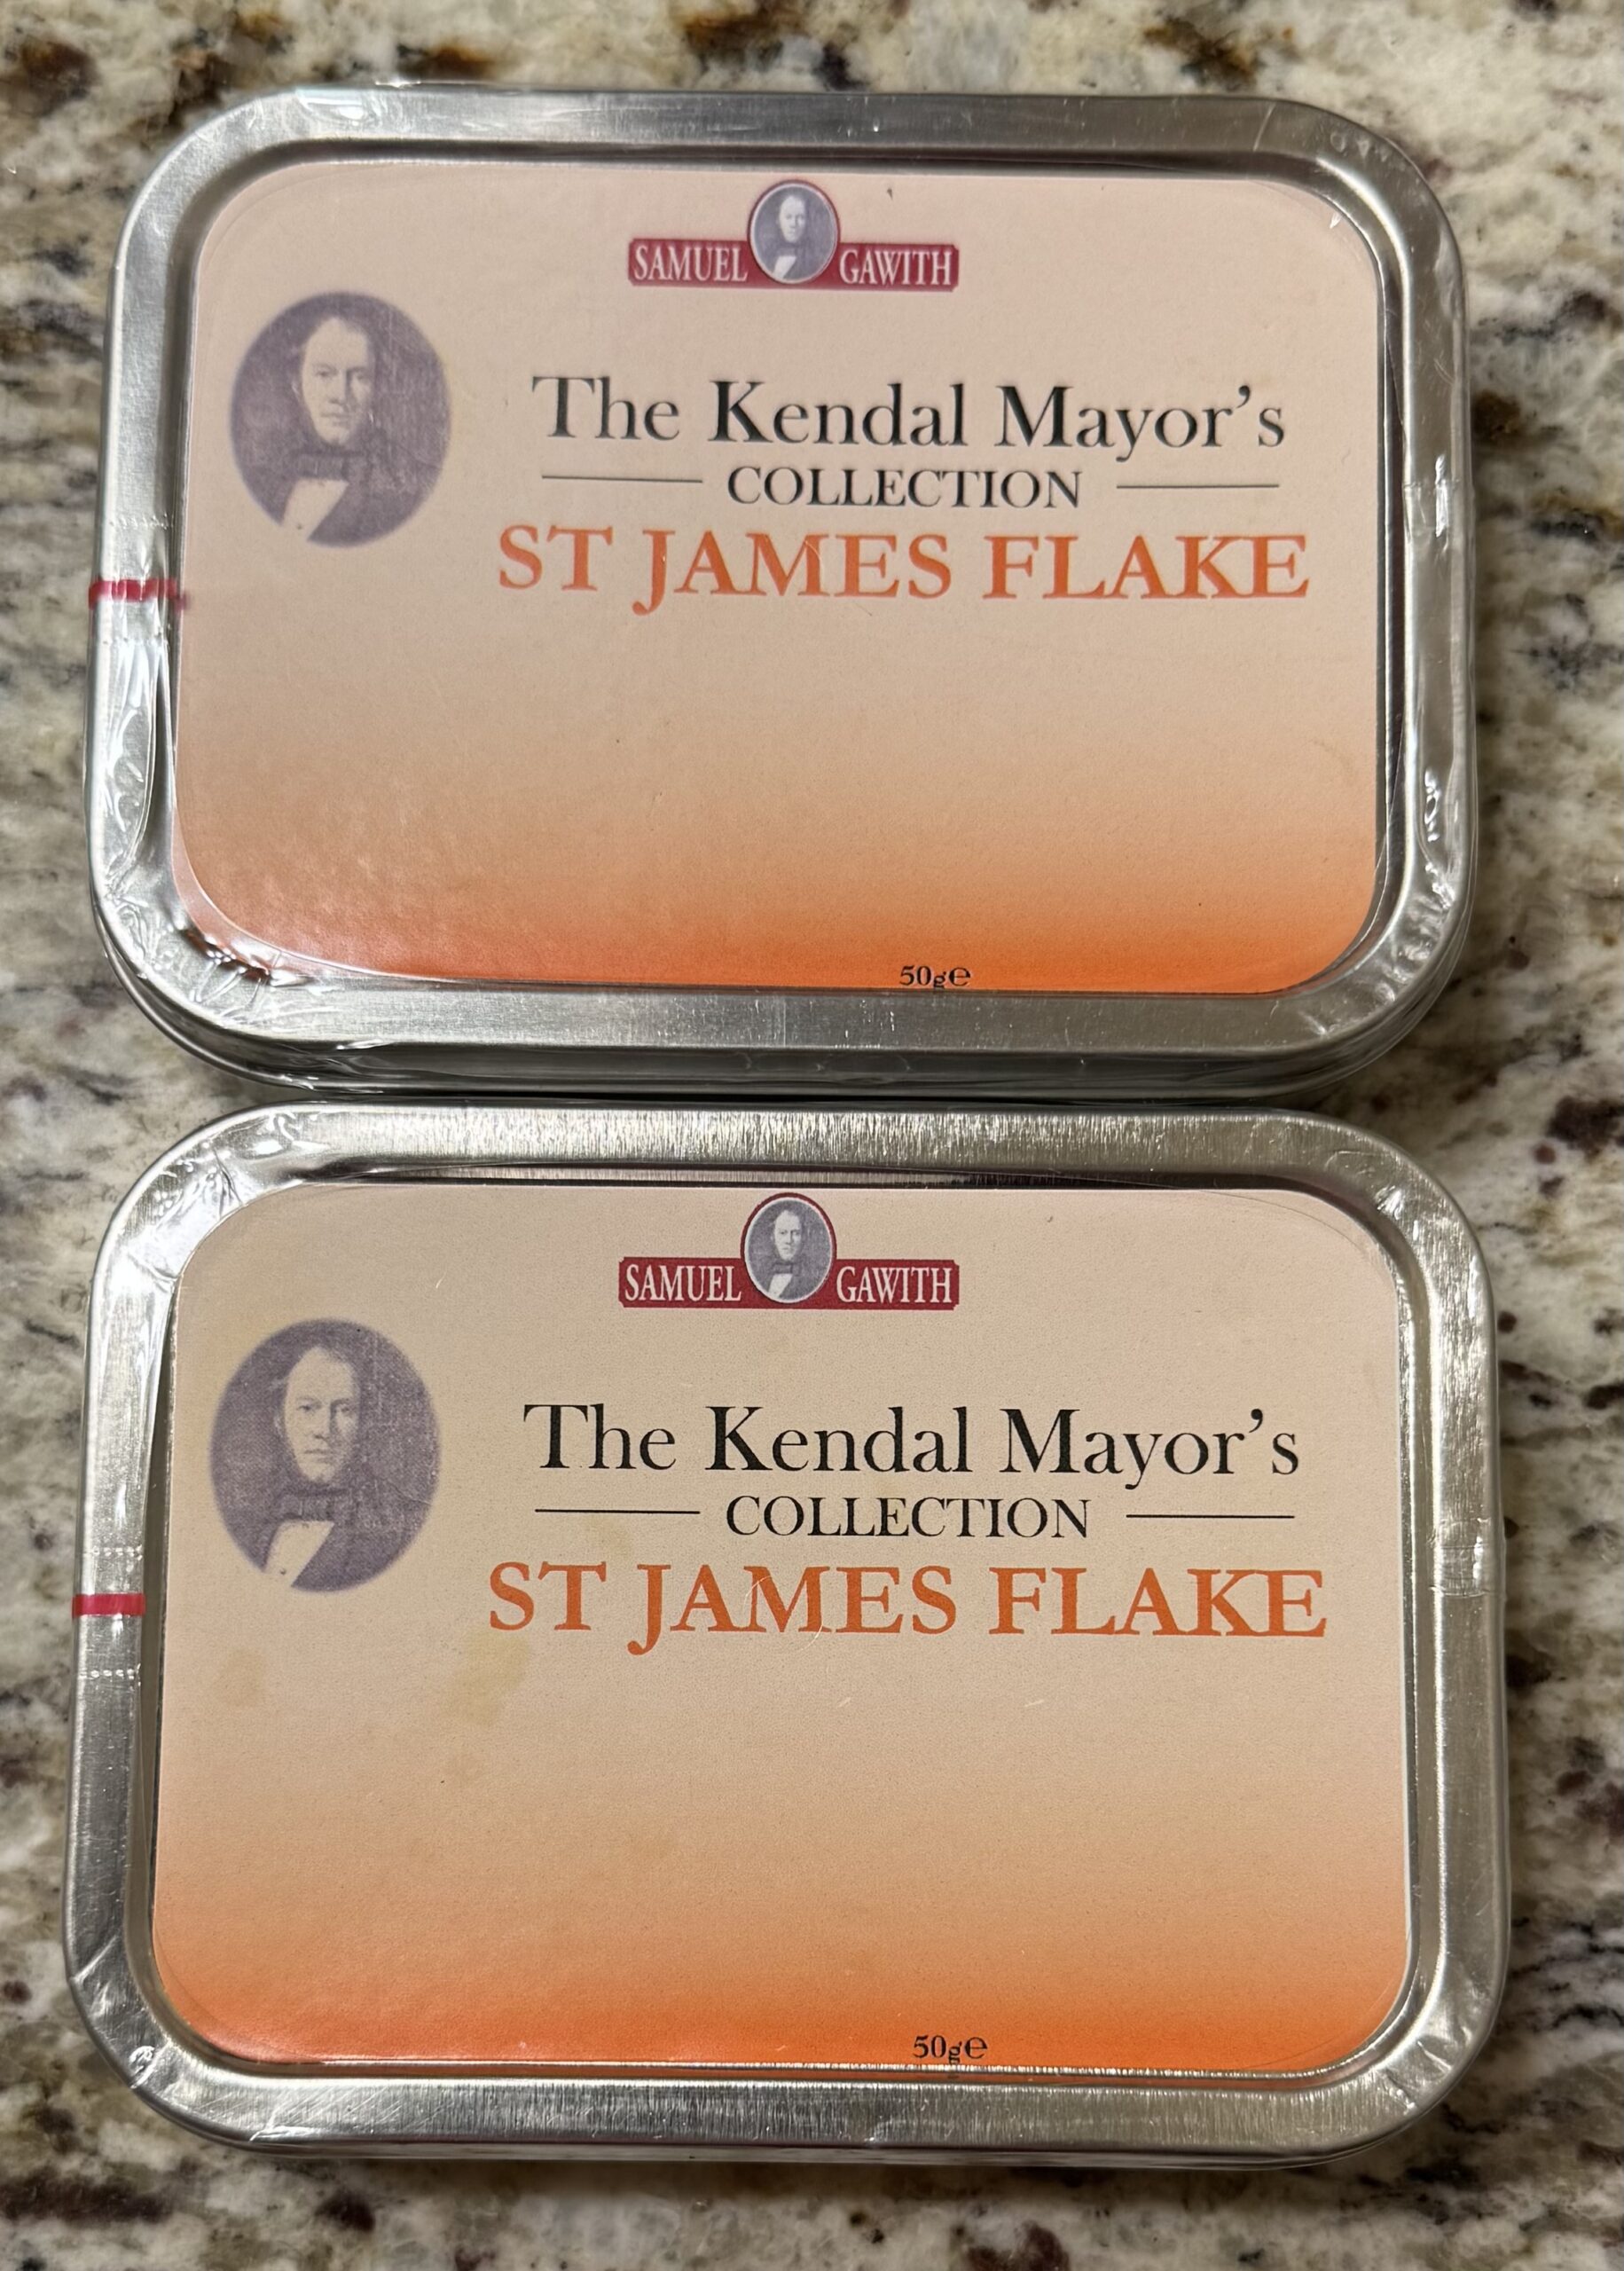 SAMUEL GAWITH
The Kendal Mayor's
COLLECTION
ST JAMES FLAKE
50g℮
SAMUEL GAWITH
The Kendal Mayor's
COLLECTION
ST JAMES FLAKE
50g℮